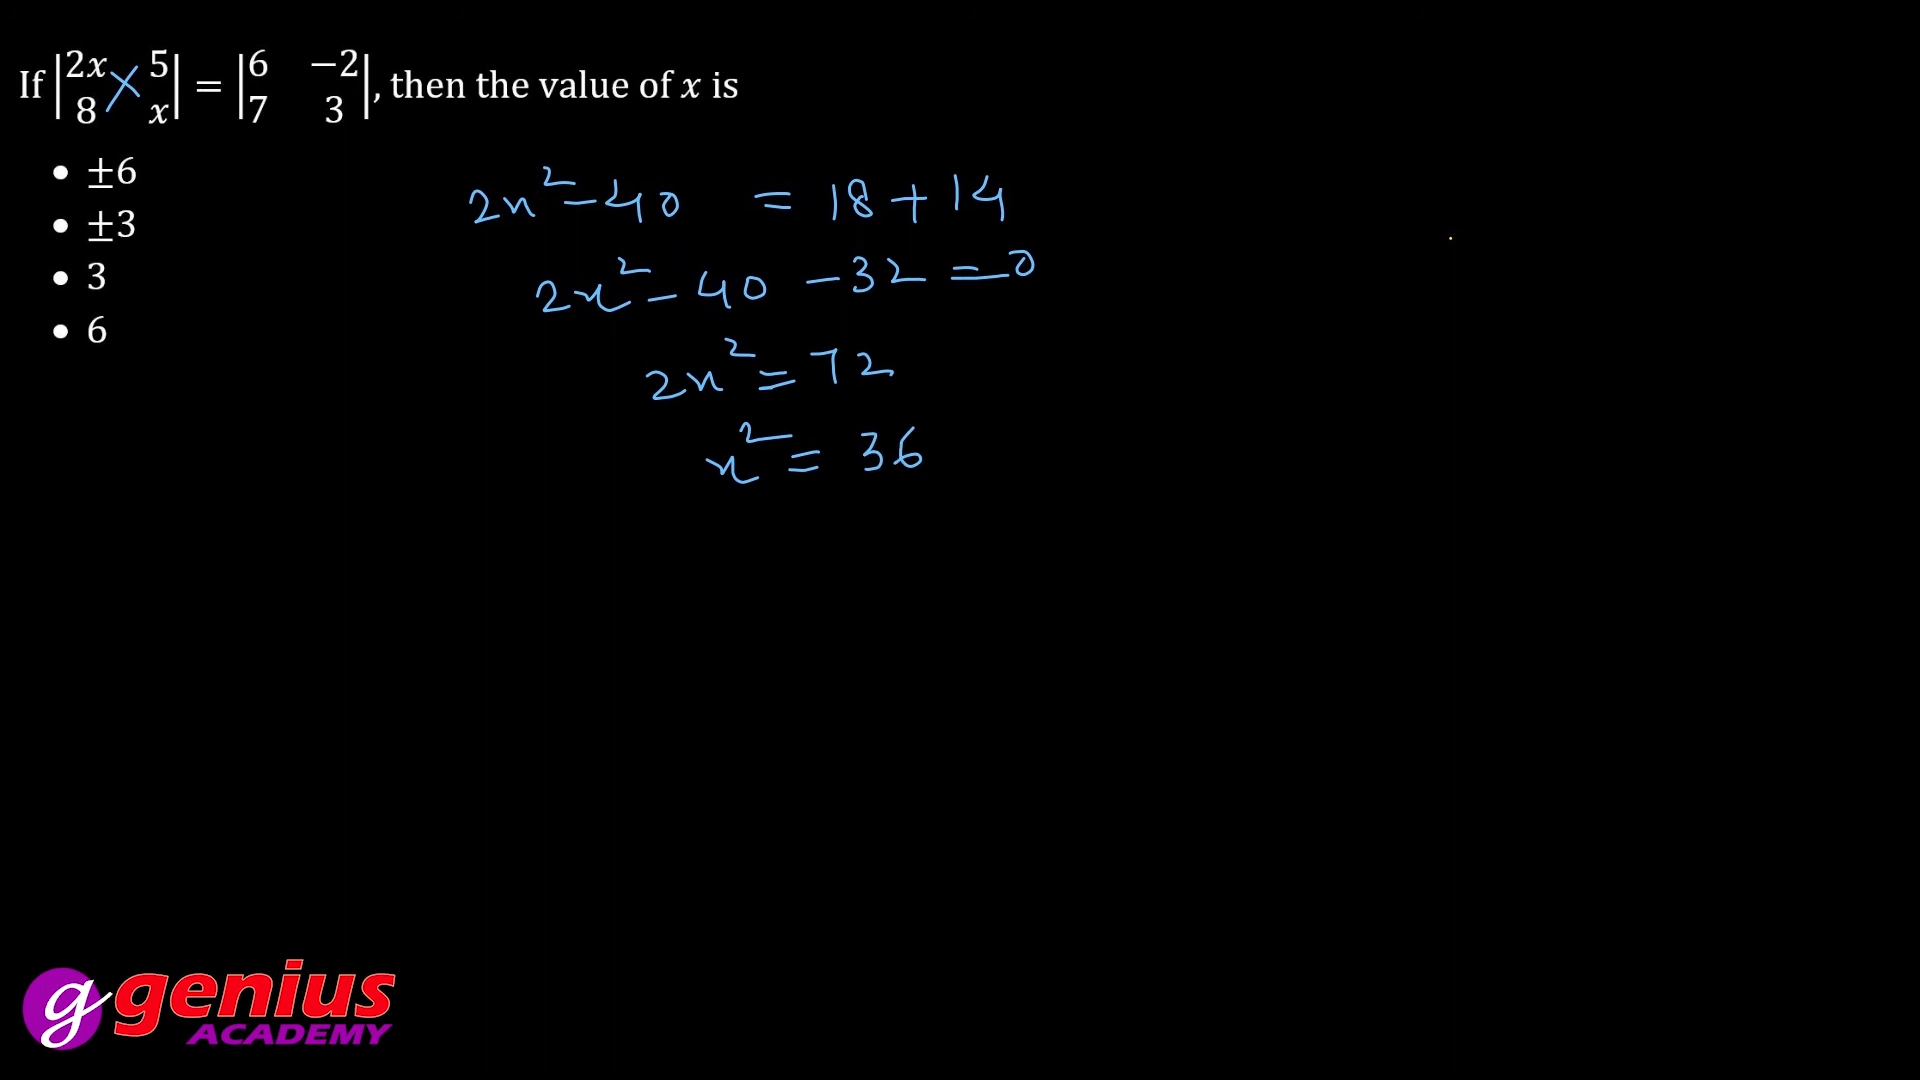 If |2x 5| = |6 -2|, then the value of x is
|8 x| |7 3|
• ±6
• ±3
• 3
• 6
2x² - 40 = 18 + 14
2x² - 40 - 32 = 0
2x² = 72
x² = 36
g genius
ACADEMY